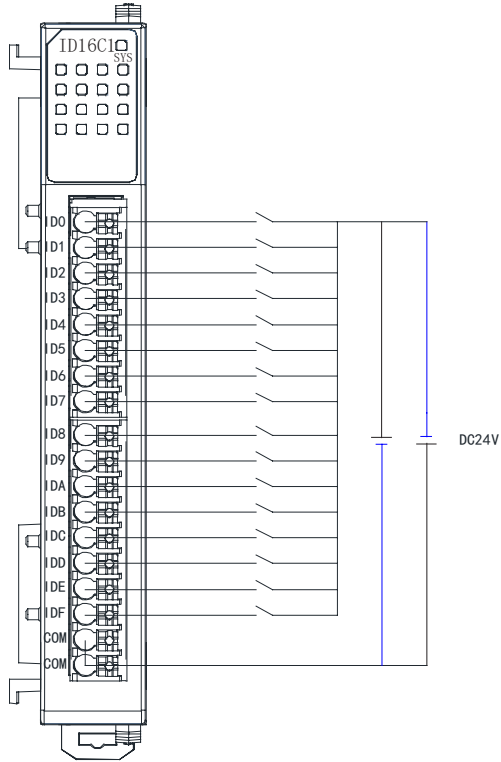 ID16C1
SYS
ID0
ID1
ID2
ID3
ID4
ID5
ID6
ID7
ID8
ID9
IDA
IDB
IDC
IDD
IDE
IDF
COM
COM
DC24V